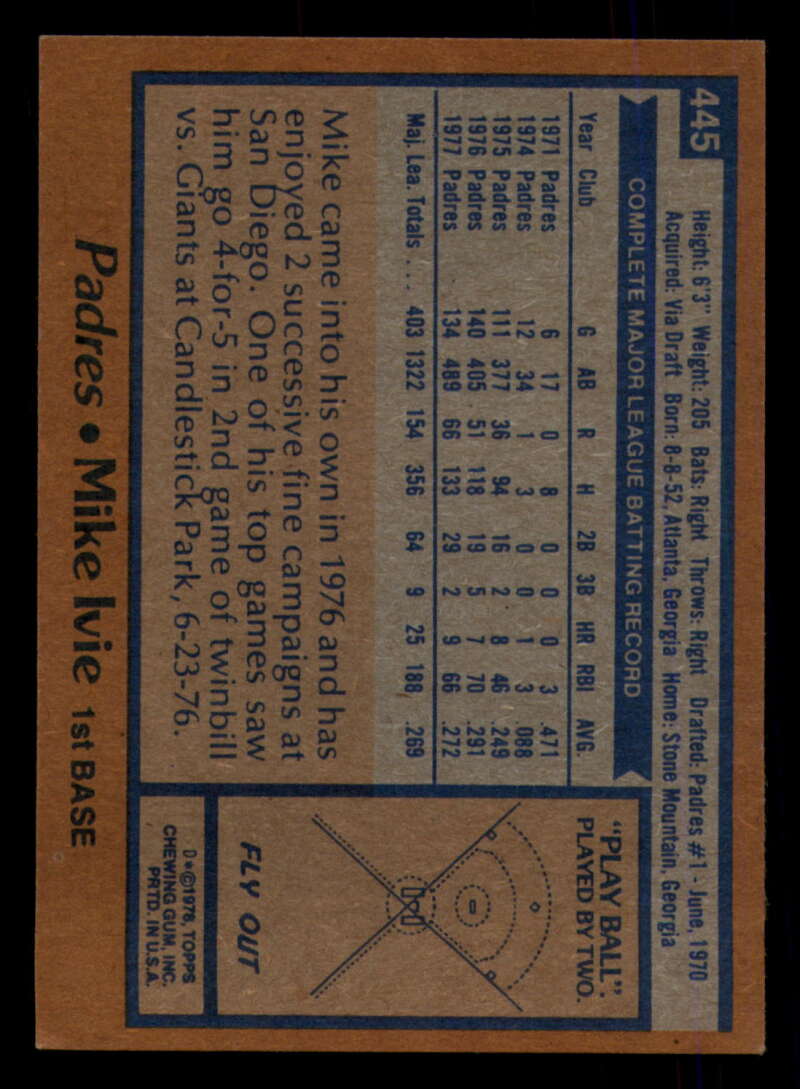 445
Height: 6'3" Weight: 205 Bats: Right Throws: Right Drafted: Padres #1 - June, 1970
Acquired: Via Draft Born: 8-8-52, Atlanta, Georgia Home: Stone Mountain, Georgia
COMPLETE MAJOR LEAGUE BATTING RECORD
Year Club G AB R H 2B 3B HR RBI AVG.
1971 Padres 6 17 0 8 0 0 0 3 .471
1974 Padres 12 34 1 3 0 0 1 3 .088
1975 Padres 111 377 36 94 16 2 8 46 .249
1976 Padres 140 405 51 118 19 5 7 70 .291
1977 Padres 134 489 66 133 29 2 9 66 .272
Maj. Lea. Totals ... 403 1322 154 356 64 9 25 188 .269
Mike came into his own in 1976 and has
enjoyed 2 successive fine campaigns at
San Diego. One of his top games saw
him go 4-for-5 in 2nd game of twinbill
vs. Giants at Candlestick Park, 6-23-76.
"PLAY BALL":
PLAYED BY TWO.
FLY OUT
D*©1978, TOPPS
CHEWING GUM, INC.
PRTD. IN U.S.A.
Padres • Mike Ivie 1st BASE